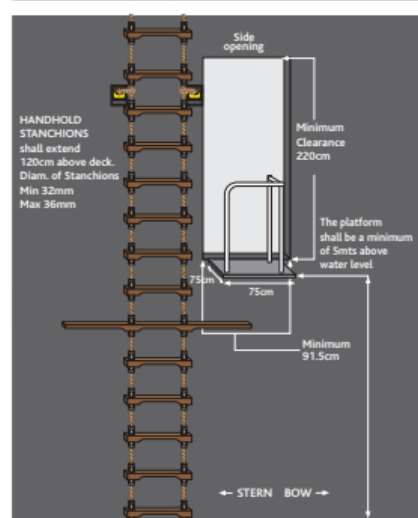 Side
opening
HANDHOLD
STANCHIONS
shall extend
120cm above deck.
Diam. of Stanchions
Min 32mm
Max 36mm
Minimum
Clearance
220cm
The platform
shall be a minimum
of 5mts above
water level
75cm
75cm
Minimum
91.5cm
← STERN BOW →